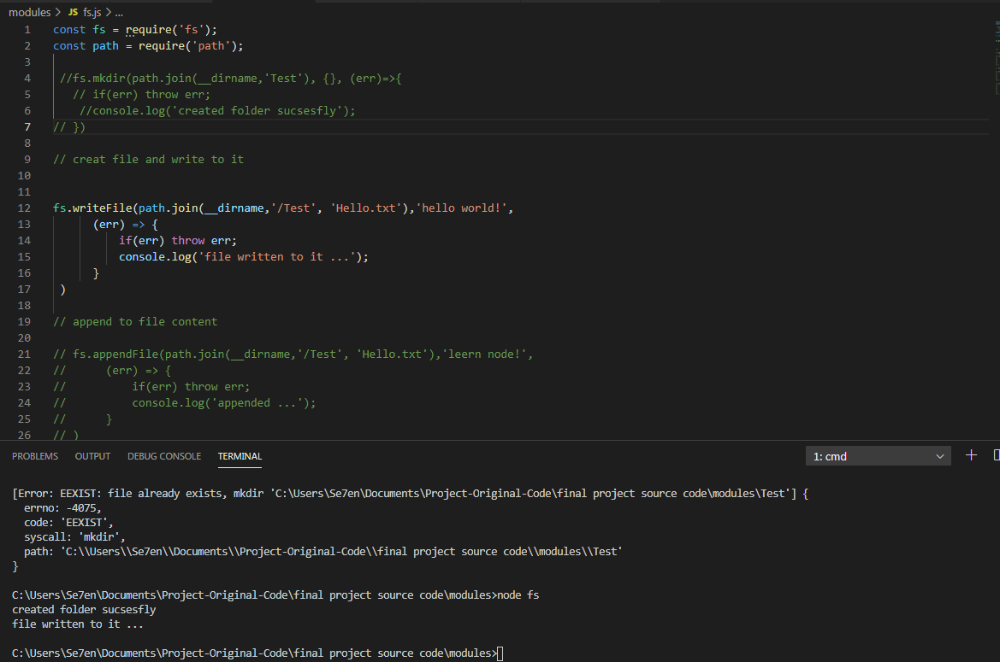 modules > JS fs.js > ...
1 const fs = require('fs');
2 const path = require('path');
3
4 //fs.mkdir(path.join(__dirname,'Test'), {}, (err)=>{
5 // if(err) throw err;
6 //console.log('created folder sucsesfly');
7 // })
8
9 // creat file and write to it
10
11
12 fs.writeFile(path.join(__dirname,'/Test', 'Hello.txt'),'hello world!',
13 (err) => {
14 if(err) throw err;
15 console.log('file written to it ...');
16 }
17 )
18
19 // append to file content
20
21 // fs.appendFile(path.join(__dirname,'/Test', 'Hello.txt'),'leern node!',
22 // (err) => {
23 // if(err) throw err;
24 // console.log('appended ...');
25 // }
26 // )
PROBLEMS OUTPUT DEBUG CONSOLE TERMINAL 1: cmd
[Error: EEXIST: file already exists, mkdir 'C:\Users\Se7en\Documents\Project-Original-Code\final project source code\modules\Test'] {
errno: -4075,
code: 'EEXIST',
syscall: 'mkdir',
path: 'C:\\Users\\Se7en\\Documents\\Project-Original-Code\\final project source code\\modules\\Test'
}
C:\Users\Se7en\Documents\Project-Original-Code\final project source code\modules>node fs
created folder sucsesfly
file written to it ...
C:\Users\Se7en\Documents\Project-Original-Code\final project source code\modules>